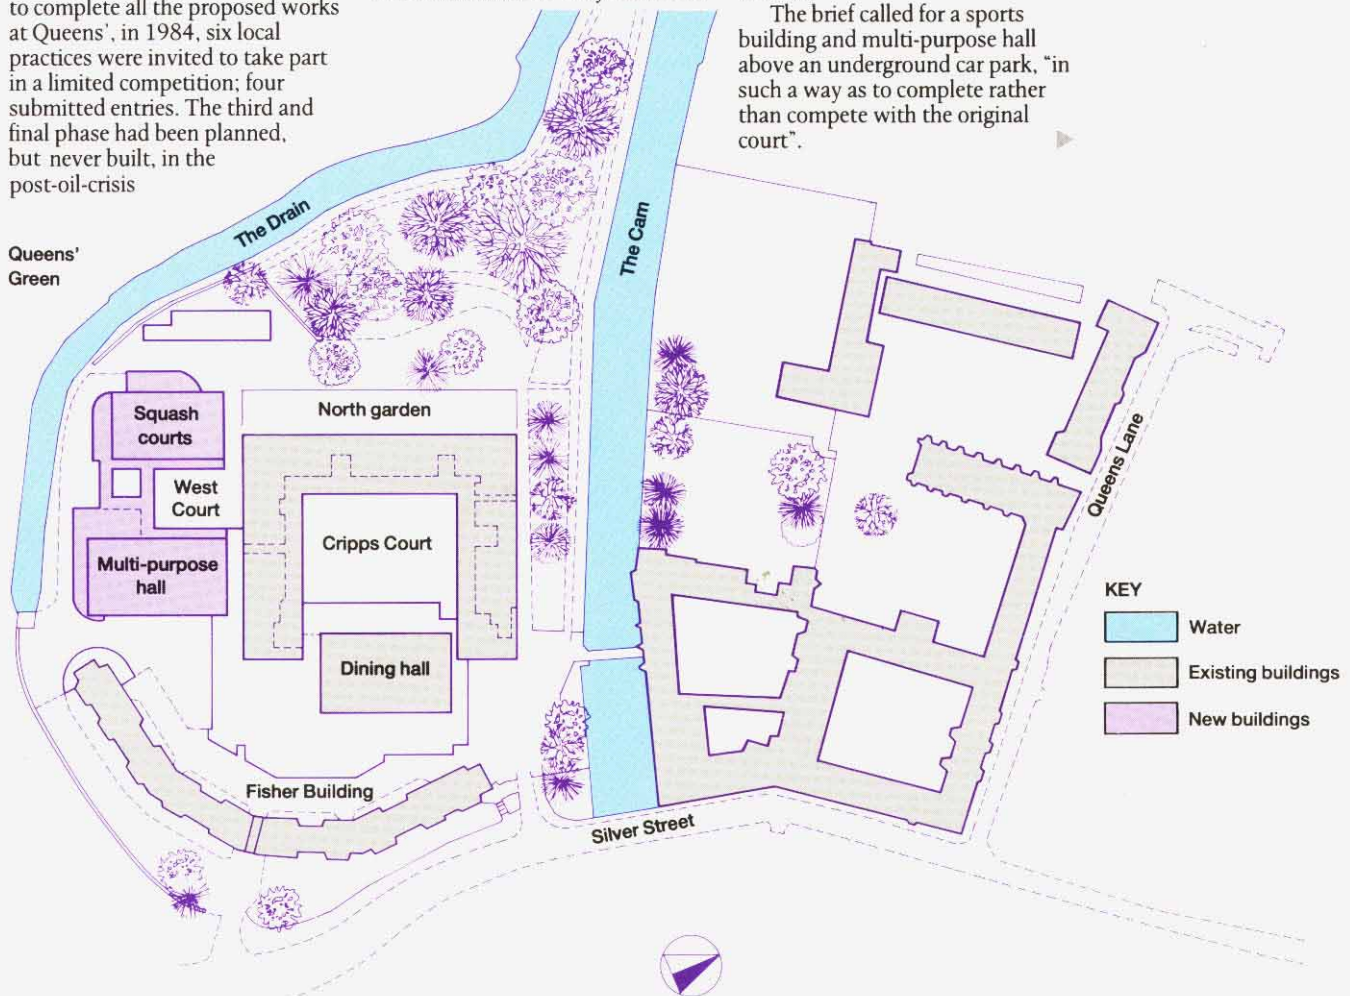 to complete all the proposed works
at Queens', in 1984, six local
practices were invited to take part
in a limited competition; four
submitted entries. The third and
final phase had been planned,
but never built, in the
post-oil-crisis
The brief called for a sports
building and multi-purpose hall
above an underground car park, “in
such a way as to complete rather
than compete with the original
court”.
Queens'
Green
The Drain
The Cam
North garden
Squash
courts
West
Court
Cripps Court
Multi-purpose
hall
Dining hall
Fisher Building
Silver Street
Queens Lane
KEY
Water
Existing buildings
New buildings